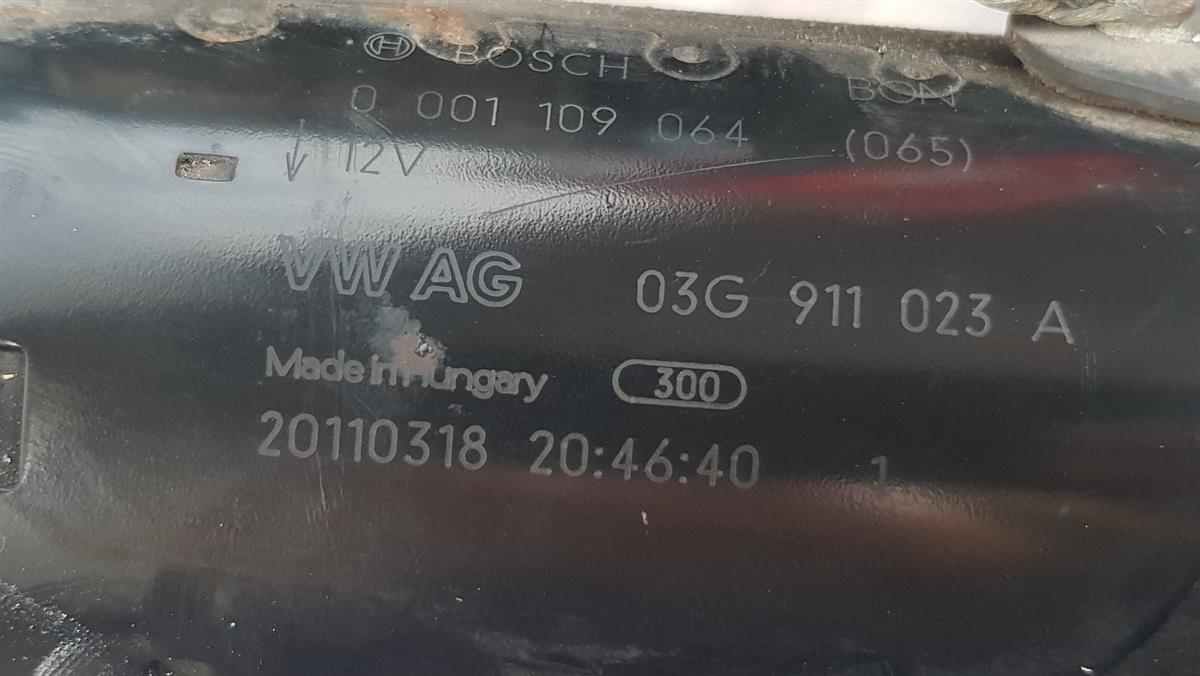 BOSCH BON
0 001 109 064 (065)
12V
VW AG 03G 911 023 A
Made in Hungary 300
20110318 20:46:40 1